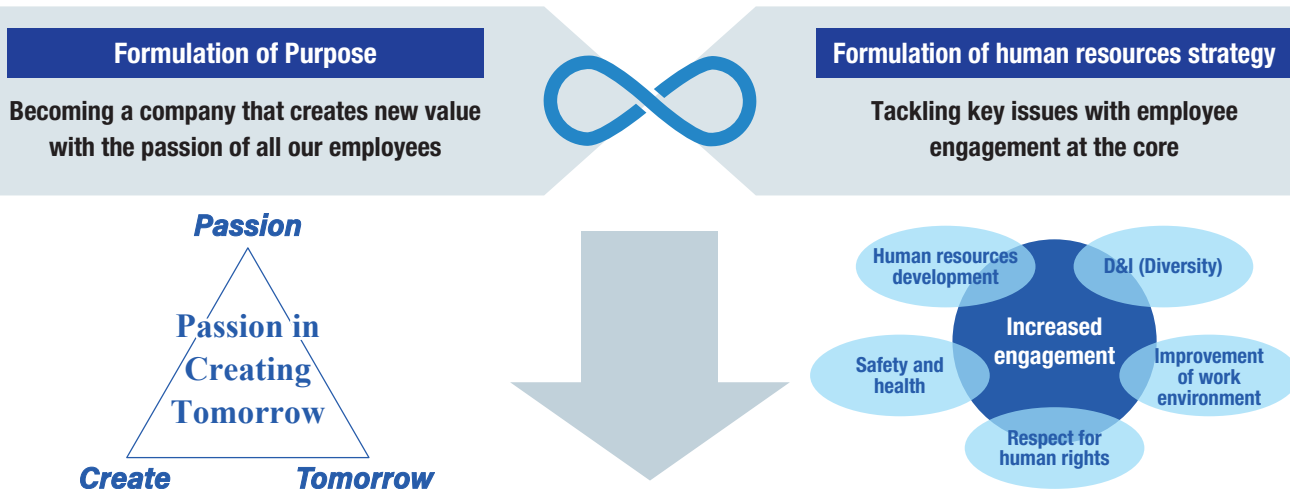 Formulation of Purpose
Becoming a company that creates new value
with the passion of all our employees
Formulation of human resources strategy
Tackling key issues with employee
engagement at the core
Passion
Passion in
Creating
Tomorrow
Create
Tomorrow
Human resources
development
D&I (Diversity)
Increased
engagement
Safety and
health
Improvement
of work
environment
Respect for
human rights